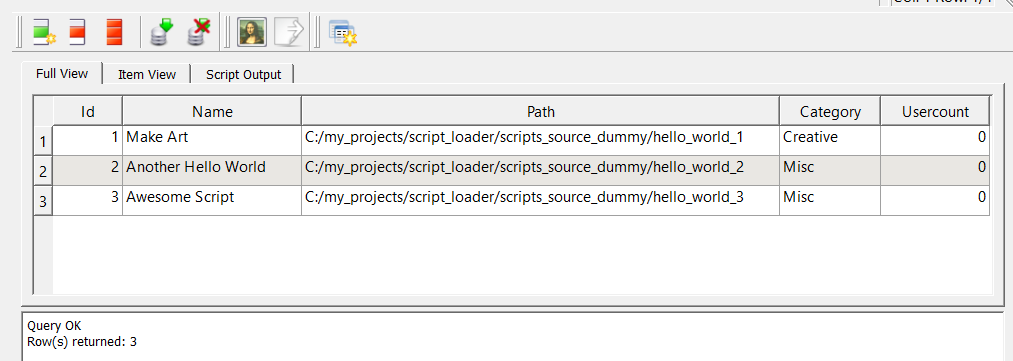 Full View Item View Script Output
Id Name Path Category Usercount
1 1 Make Art C:/my_projects/script_loader/scripts_source_dummy/hello_world_1 Creative 0
2 2 Another Hello World C:/my_projects/script_loader/scripts_source_dummy/hello_world_2 Misc 0
3 3 Awesome Script C:/my_projects/script_loader/scripts_source_dummy/hello_world_3 Misc 0
Query OK
Row(s) returned: 3